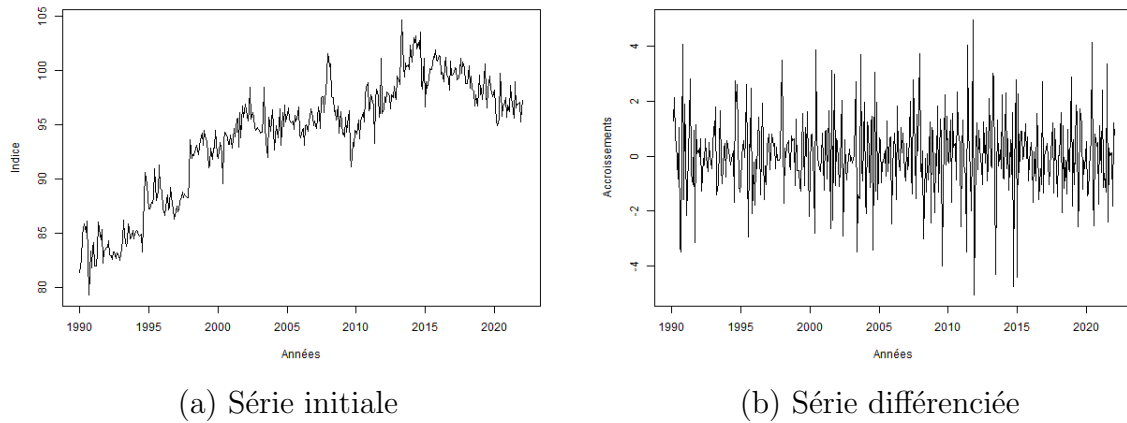 105
100
95
90
85
80
Indice
1990 1995 2000 2005 2010 2015 2020
Années
(a) Série initiale
4
2
0
-2
-4
Accroissements
1990 1995 2000 2005 2010 2015 2020
Années
(b) Série différenciée